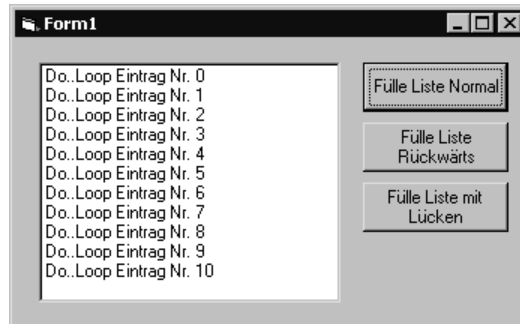 Form1
Do..Loop Eintrag Nr. 0
Do..Loop Eintrag Nr. 1
Do..Loop Eintrag Nr. 2
Do..Loop Eintrag Nr. 3
Do..Loop Eintrag Nr. 4
Do..Loop Eintrag Nr. 5
Do..Loop Eintrag Nr. 6
Do..Loop Eintrag Nr. 7
Do..Loop Eintrag Nr. 8
Do..Loop Eintrag Nr. 9
Do..Loop Eintrag Nr. 10
Fülle Liste Normal
Fülle Liste
Rückwärts
Fülle Liste mit
Lücken